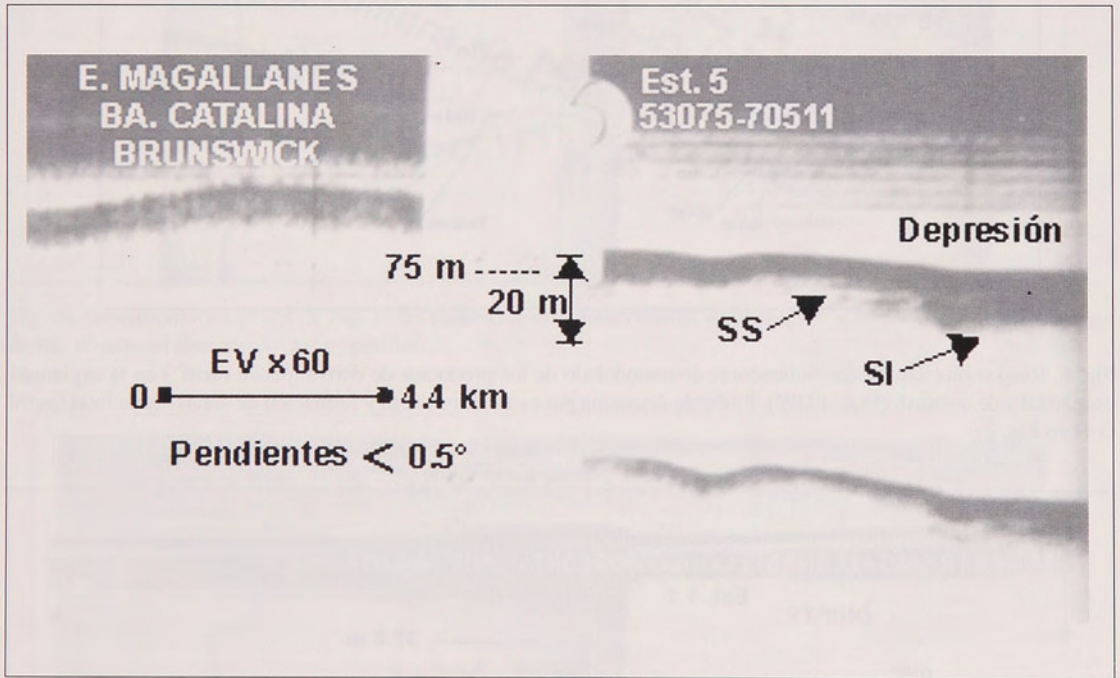 E. MAGALLANES
BA. CATALINA
BRUNSWICK
Est. 5
53075-70511
Depresión
75 m
20 m
SS
SI
EV x 60
0
4.4 km
Pendientes < 0.5°